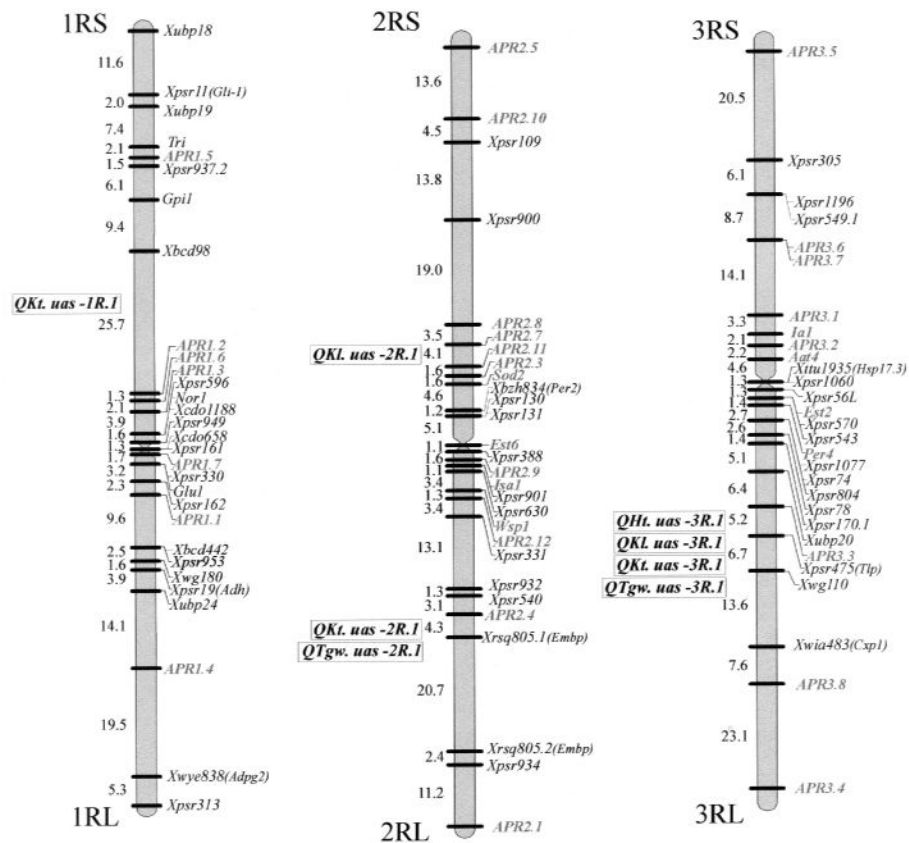 1RS
Xubp18
11.6
Xpsr11(Gli-1)
2.0
Xubp19
7.4
Tri
2.1
APR1.5
1.5
Xpsr937.2
6.1
Gpi1
9.4
Xbcd98
QKt. uas -1R.1
25.7
APR1.2
APR1.6
APR1.3
Xpsr596
1.3
Nor1
2.1
Xcdo1188
3.9
Xpsr949
1.6
Xcdo658
1.3
Xpsr161
1.7
APR1.7
3.2
Xpsr330
2.3
Glu1
Xpsr162
9.6
APR1.1
2.5
Xbcd442
1.6
Xpsr953
3.9
Xwg180
Xpsr19(Adh)
Xubp24
14.1
APR1.4
19.5
Xwye838(Adpg2)
5.3
Xpsr313
1RL
2RS
APR2.5
13.6
APR2.10
4.5
Xpsr109
13.8
Xpsr900
19.0
APR2.8
3.5
APR2.7
QKl. uas -2R.1
4.1
APR2.11
1.6
APR2.3
1.6
Sod2
4.6
Xbzh834(Per2)
Xpsr130
1.2
Xpsr131
5.1
Est6
1.1
Xpsr388
1.6
APR2.9
1.1
Isa1
3.4
Xpsr901
1.3
Xpsr630
3.4
Wsp1
APR2.12
13.1
Xpsr331
Xpsr932
1.3
Xpsr540
3.1
APR2.4
QKt. uas -2R.1
4.3
Xrsq805.1(Embp)
QTgw. uas -2R.1
20.7
Xrsq805.2(Embp)
2.4
Xpsr934
11.2
APR2.1
2RL
3RS
APR3.5
20.5
Xpsr305
6.1
Xpsr1196
8.7
Xpsr549.1
APR3.6
APR3.7
14.1
APR3.1
3.3
Ia1
2.1
APR3.2
2.2
Aat4
4.6
Xttu1935(Hsp17.3)
1.3
Xpsr1060
1.3
Xpsr56L
1.4
Est2
2.7
Xpsr570
2.6
Xpsr543
1.4
Per4
5.1
Xpsr1077
Xpsr74
6.4
Xpsr804
Xpsr78
QHt. uas -3R.1
5.2
Xpsr170.1
QKl. uas -3R.1
Xubp20
6.7
APR3.3
QKt. uas -3R.1
Xpsr475(Tlp)
QTgw. uas -3R.1
Xwg110
13.6
Xwia483(Cxp1)
7.6
APR3.8
23.1
APR3.4
3RL